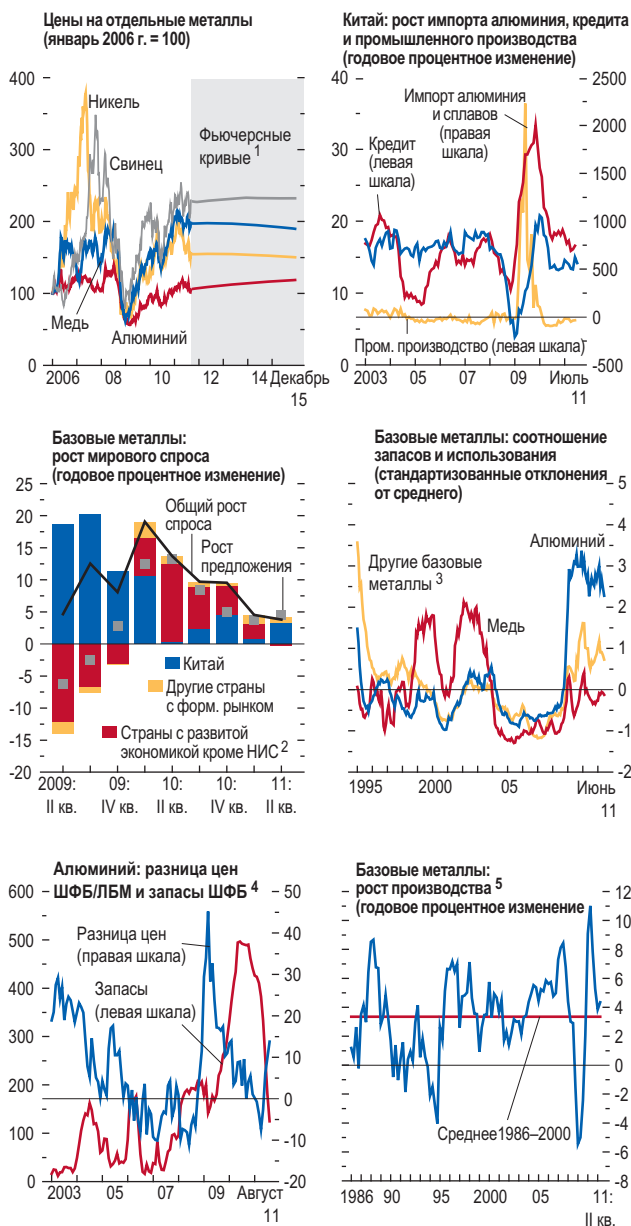 Цены на отдельные металлы
(январь 2006 г. = 100)
400
300
200
100
0
Никель
Свинец
Медь
Алюминий
Фьючерсные
кривые 1
2006
08
10
12
14
Декабрь
15
Китай: рост импорта алюминия, кредита
и промышленного производства
(годовое процентное изменение)
40
30
20
10
0
2500
2000
1500
1000
500
0
-500
Импорт алюминия
и сплавов
(правая
шкала)
Кредит
(левая
шкала)
Пром. производство (левая шкала)
2003
05
07
09
Июль
11
Базовые металлы:
рост мирового спроса
(годовое процентное изменение)
25
20
15
10
5
0
-5
-10
-15
-20
Общий рост
спроса
Рост
предложения
Китай
Другие страны
с форм. рынком
Страны с развитой
экономикой кроме НИС 2
2009:
II кв.
09:
IV кв.
10:
II кв.
10:
IV кв.
11:
II кв.
Базовые металлы: соотношение
запасов и использования
(стандартизованные отклонения
от среднего)
5
4
3
2
1
0
-1
-2
Алюминий
Другие базовые
металлы 3
Медь
1995
2000
05
Июнь
11
Алюминий: разница цен
ШФБ/ЛБМ и запасы ШФБ 4
600
500
400
300
200
100
0
50
40
30
20
10
0
-10
-20
Разница цен
(правая шкала)
Запасы
(левая шкала)
2003
05
07
09
Август
11
Базовые металлы:
рост производства 5
(годовое процентное изменение
12
10
8
6
4
2
0
-2
-4
-6
Среднее1986–2000
1986
90
95
2000
05
11:
II кв.